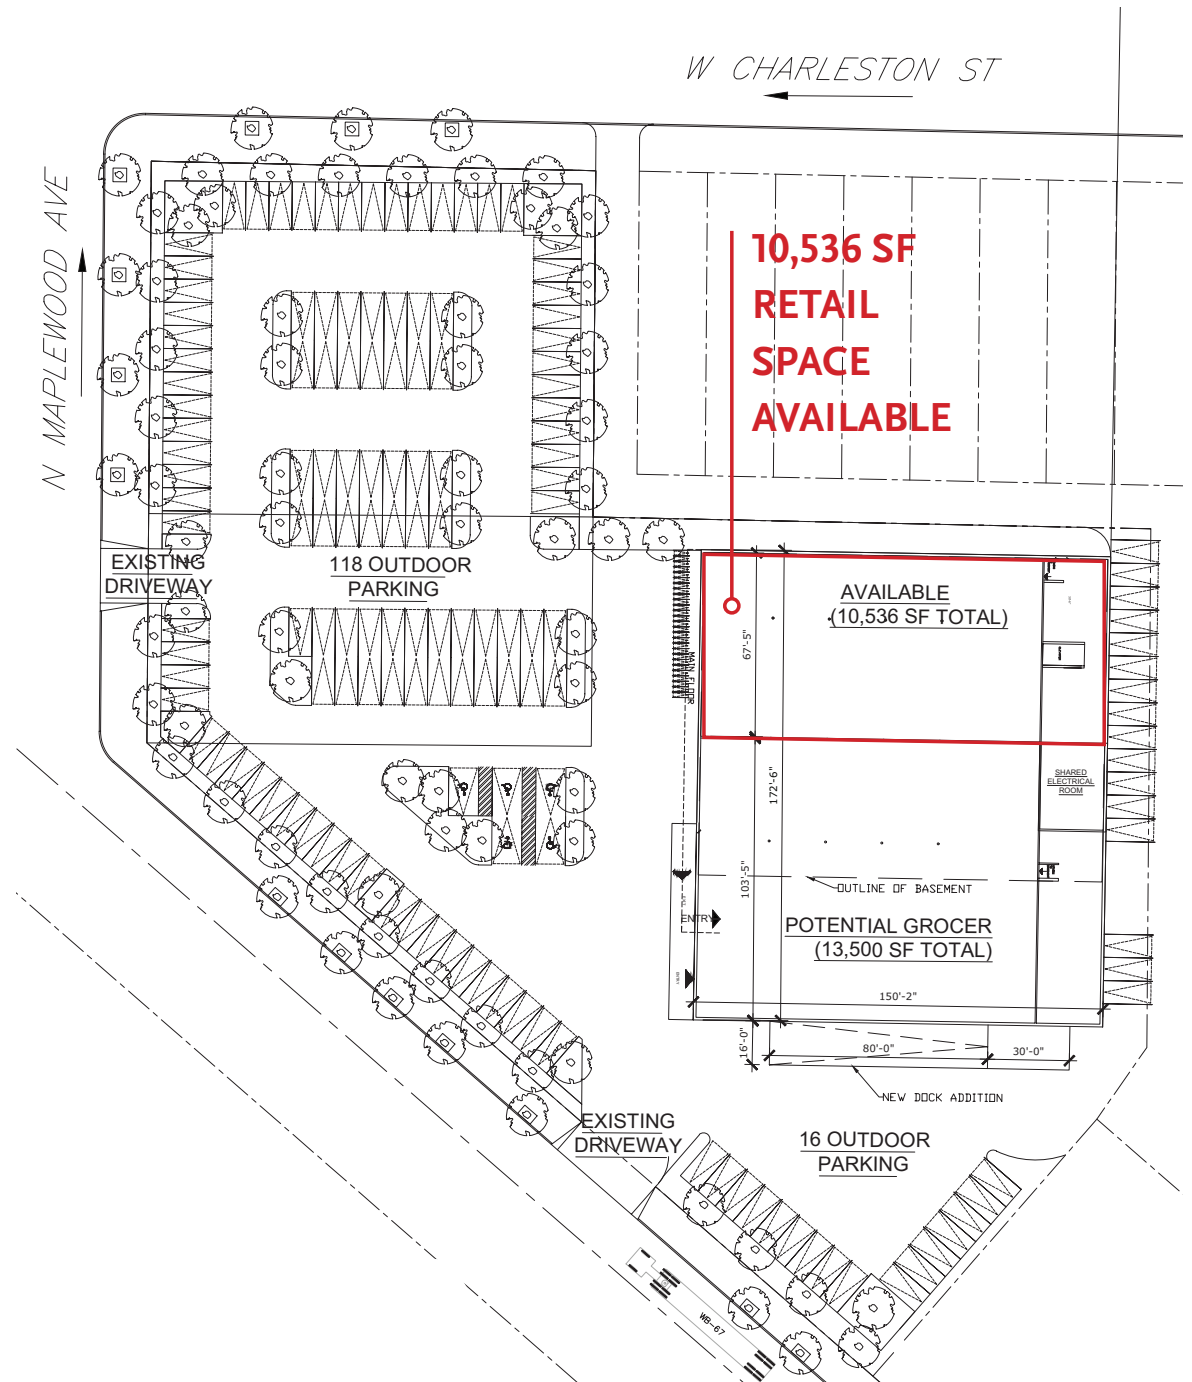 W CHARLESTON ST
N MAPLEWOOD AVE
10,536 SF
RETAIL
SPACE
AVAILABLE
EXISTING
DRIVEWAY
118 OUTDOOR
PARKING
AVAILABLE
(10,536 SF TOTAL)
67'-5"
MAIN FLOOR
172'-6"
SHARED
ELECTRICAL
ROOM
103'-5"
OUTLINE OF BASEMENT
ENTRY
POTENTIAL GROCER
(13,500 SF TOTAL)
150'-2"
16'-0"
80'-0"
30'-0"
NEW DOCK ADDITION
EXISTING
DRIVEWAY
16 OUTDOOR
PARKING
WB-67